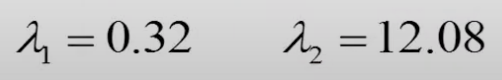 λ₁ = 0.32 λ₂ = 12.08